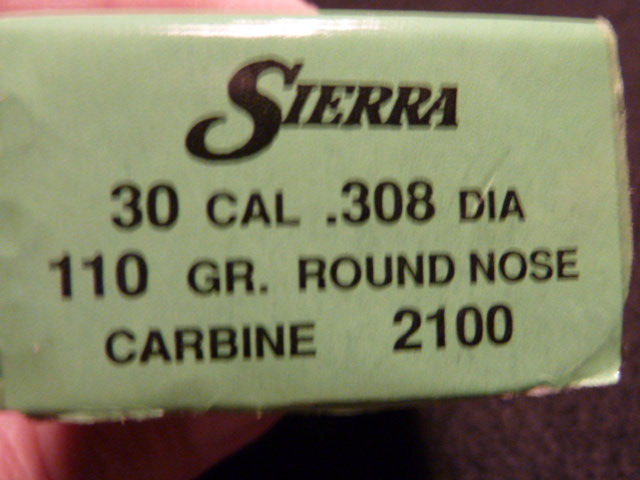 SIERRA
30 CAL .308 DIA
110 GR. ROUND NOSE
CARBINE 2100